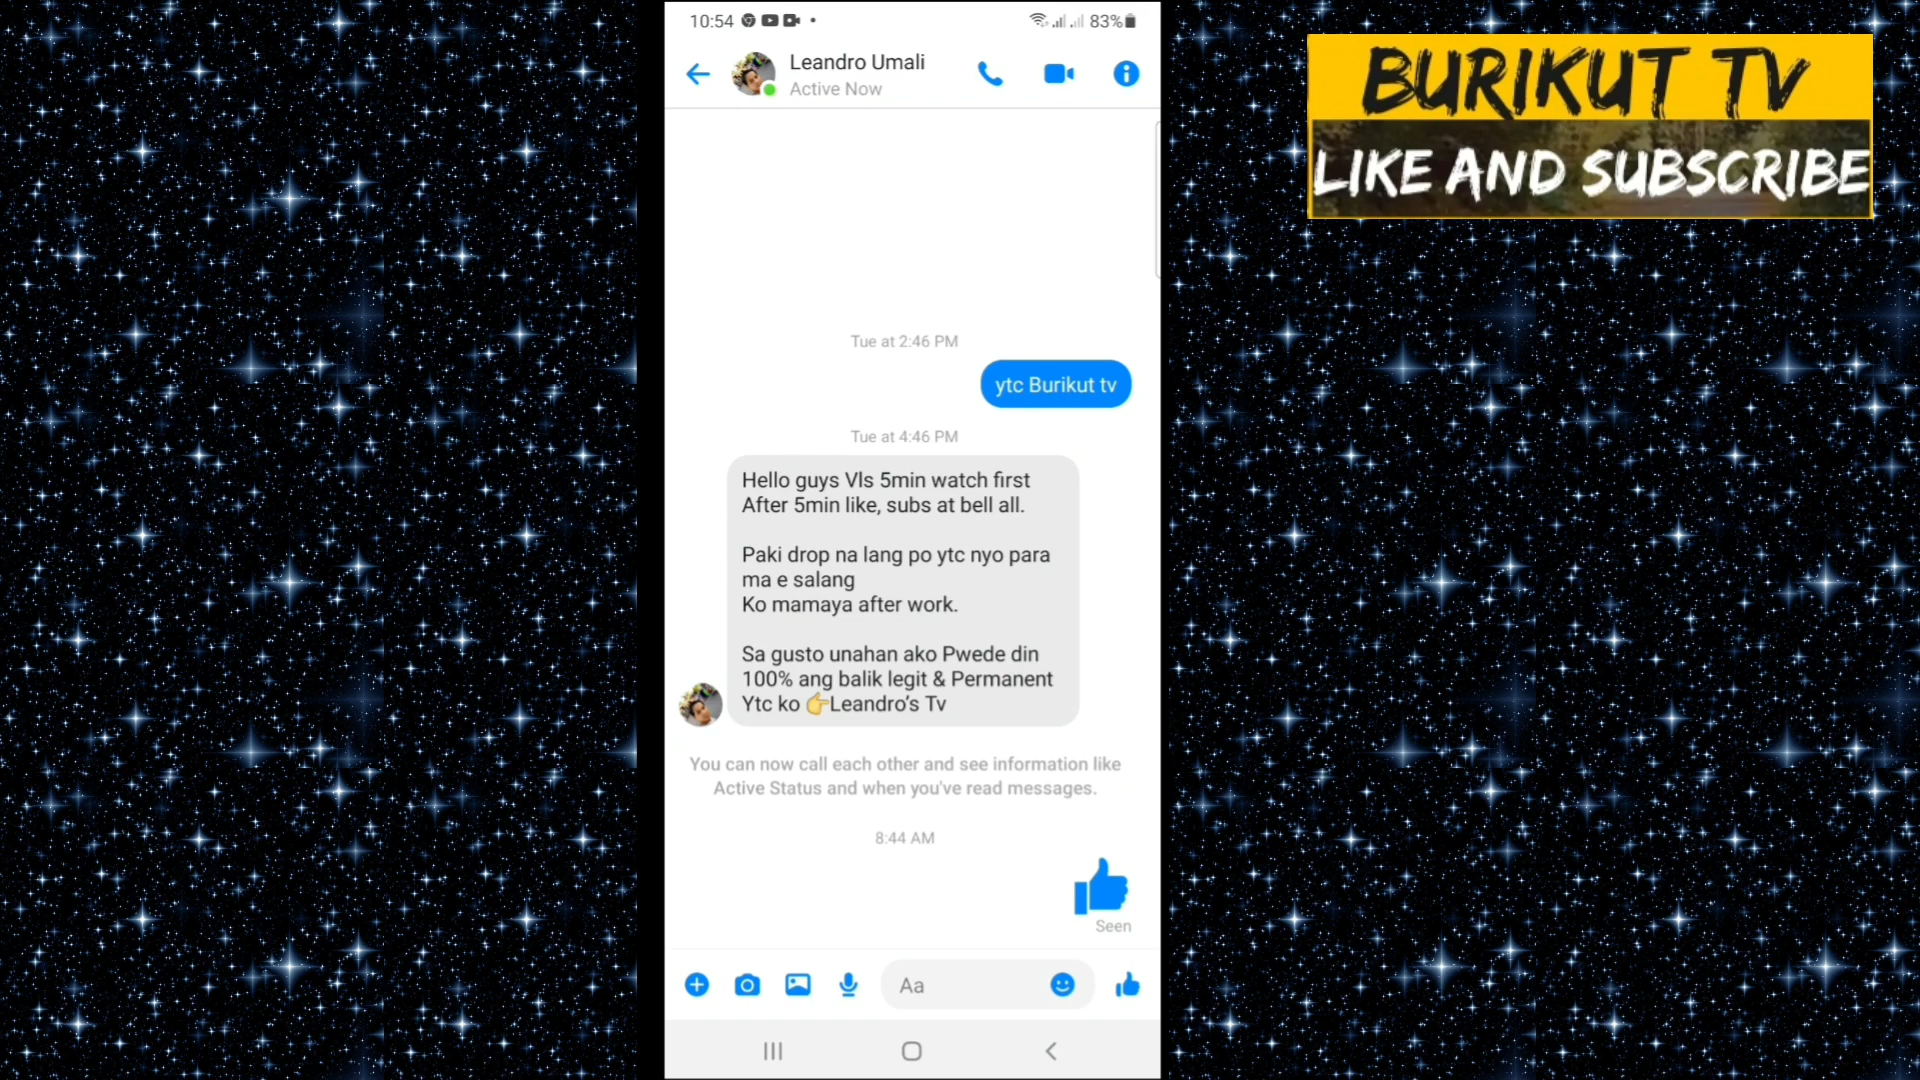 10:54
83%
Leandro Umali
Active Now
BURIKUT TV
LIKE AND SUBSCRIBE
Tue at 2:46 PM
ytc Burikut tv
Tue at 4:46 PM
Hello guys Vls 5min watch first
After 5min like, subs at bell all.
Paki drop na lang po ytc nyo para
ma e salang
Ko mamaya after work.
Sa gusto unahan ako Pwede din
100% ang balik legit & Permanent
Ytc ko 👉Leandro's Tv
You can now call each other and see information like
Active Status and when you've read messages.
8:44 AM
Seen
Aa